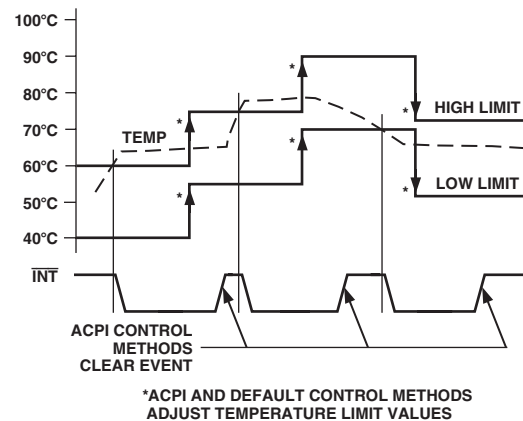 100°C
90°C
*
80°C
*
HIGH LIMIT
TEMP
70°C
*
*
60°C
LOW LIMIT
50°C
*
*
40°C
INT
ACPI CONTROL
METHODS
CLEAR EVENT
*ACPI AND DEFAULT CONTROL METHODS
ADJUST TEMPERATURE LIMIT VALUES